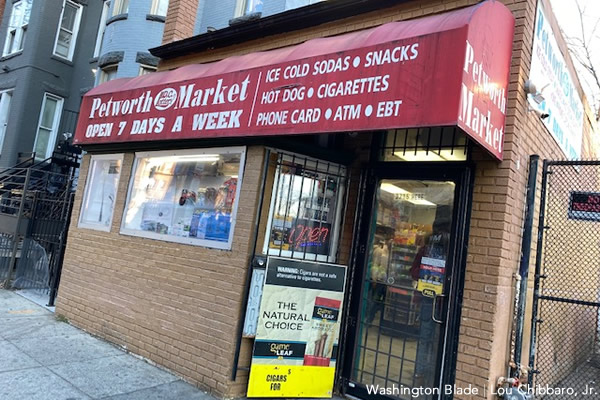 Petworth Market
OPEN 7 DAYS A WEEK
ICE COLD SODAS • SNACKS
HOT DOG • CIGARETTES
PHONE CARD • ATM • EBT
Petworth
Market
Petworth
Open
PULL
WARNING: Cigars are not a safe
alternative to cigarettes.
THE
NATURAL
CHOICE
Game
LEAF
CIGARS
FOR
$
Washington Blade | Lou Chibbaro, Jr.